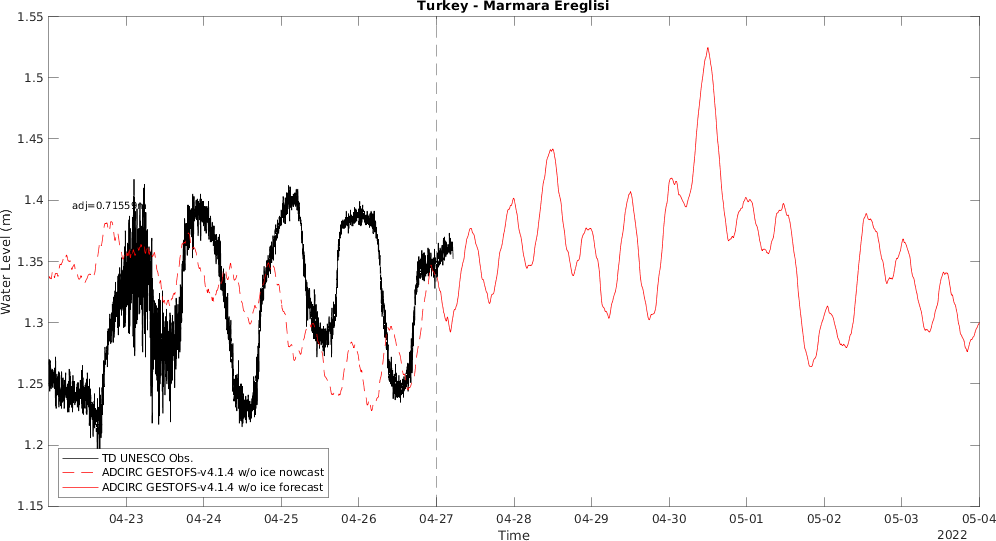 Turkey - Marmara Ereglisi
1.55
1.5
1.45
1.4
1.35
1.3
1.25
1.2
1.15
Water Level (m)
adj=0.71559
TD UNESCO Obs.
ADCIRC GESTOFS-v4.1.4 w/o ice nowcast
ADCIRC GESTOFS-v4.1.4 w/o ice forecast
04-23 04-24 04-25 04-26 04-27 04-28 04-29 04-30 05-01 05-02 05-03 05-04
Time
2022